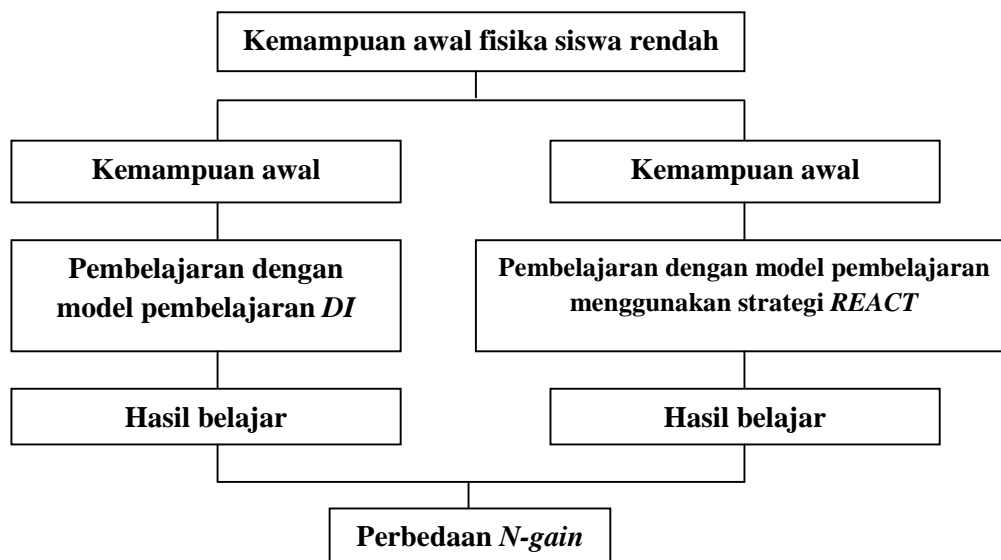 Kemampuan awal fisika siswa rendah
Kemampuan awal
Kemampuan awal
Pembelajaran dengan
model pembelajaran DI
Pembelajaran dengan model pembelajaran
menggunakan strategi REACT
Hasil belajar
Hasil belajar
Perbedaan N-gain